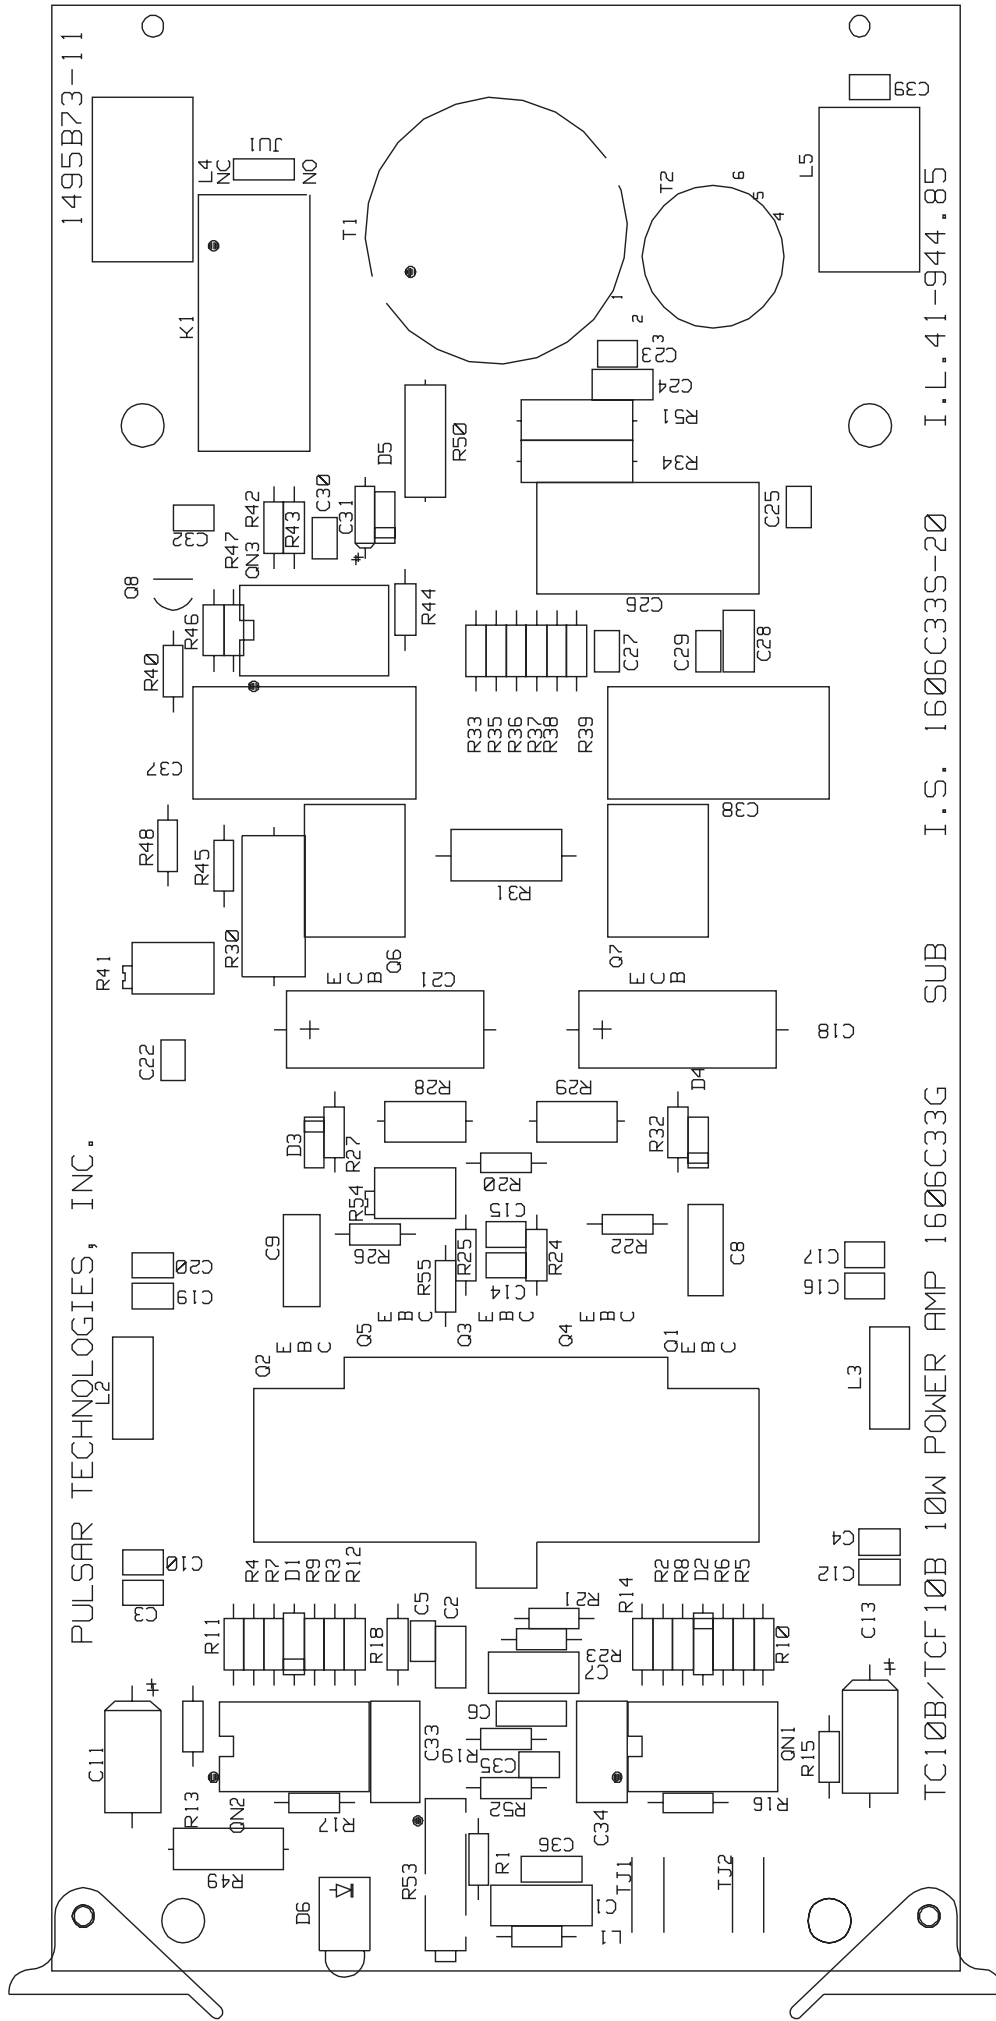 1495B73-11
PULSAR TECHNOLOGIES, INC.
I.L.41-944.85
I.S. 1606C33S-20
SUB
TC10B/TCF10B 10W POWER AMP 1606C33G
C39
JU1
L4
NC
NO
L5
T2
6
5
4
T1
1
2
3
K1
C23
C24
R51
R34
D5
R50
C30
C31
+
R42
R43
C25
C32
R47
QN3
Q8
R46
R44
C26
R40
C27
C29
C28
R33
R35
R36
R37
R38
R39
C37
C38
R48
R45
R31
R30
Q6
Q7
R41
E
C
B
E
C
B
C21
+
+
C18
C22
R28
R29
D4
D3
R27
R32
R20
R54
C15
R26
R22
C9
R25
R24
C8
C17
C20
R55
C16
C19
C14
E
B
C
E
B
C
E
B
C
Q5
Q3
Q4
Q1
Q2
E
B
C
E
B
C
L2
L3
C10
C4
C3
C12
R4
R7
D1
R9
R3
R12
R2
R8
D2
R6
R5
C5
C2
R21
R14
C13
R11
R18
R23
R10
C7
+
+
C6
C11
C33
R19
QN1
R15
C35
R13
QN2
R17
R52
C34
R16
R49
R53
R1
C36
TJ1
TJ2
D6
C1
L1